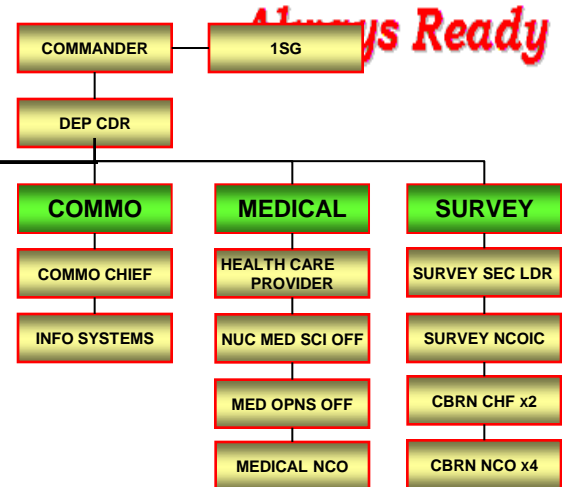 Always Ready
COMMANDER
1SG
DEP CDR
COMMO
MEDICAL
SURVEY
COMMO CHIEF
HEALTH CARE
PROVIDER
SURVEY SEC LDR
INFO SYSTEMS
NUC MED SCI OFF
SURVEY NCOIC
MED OPNS OFF
CBRN CHF x2
MEDICAL NCO
CBRN NCO x4